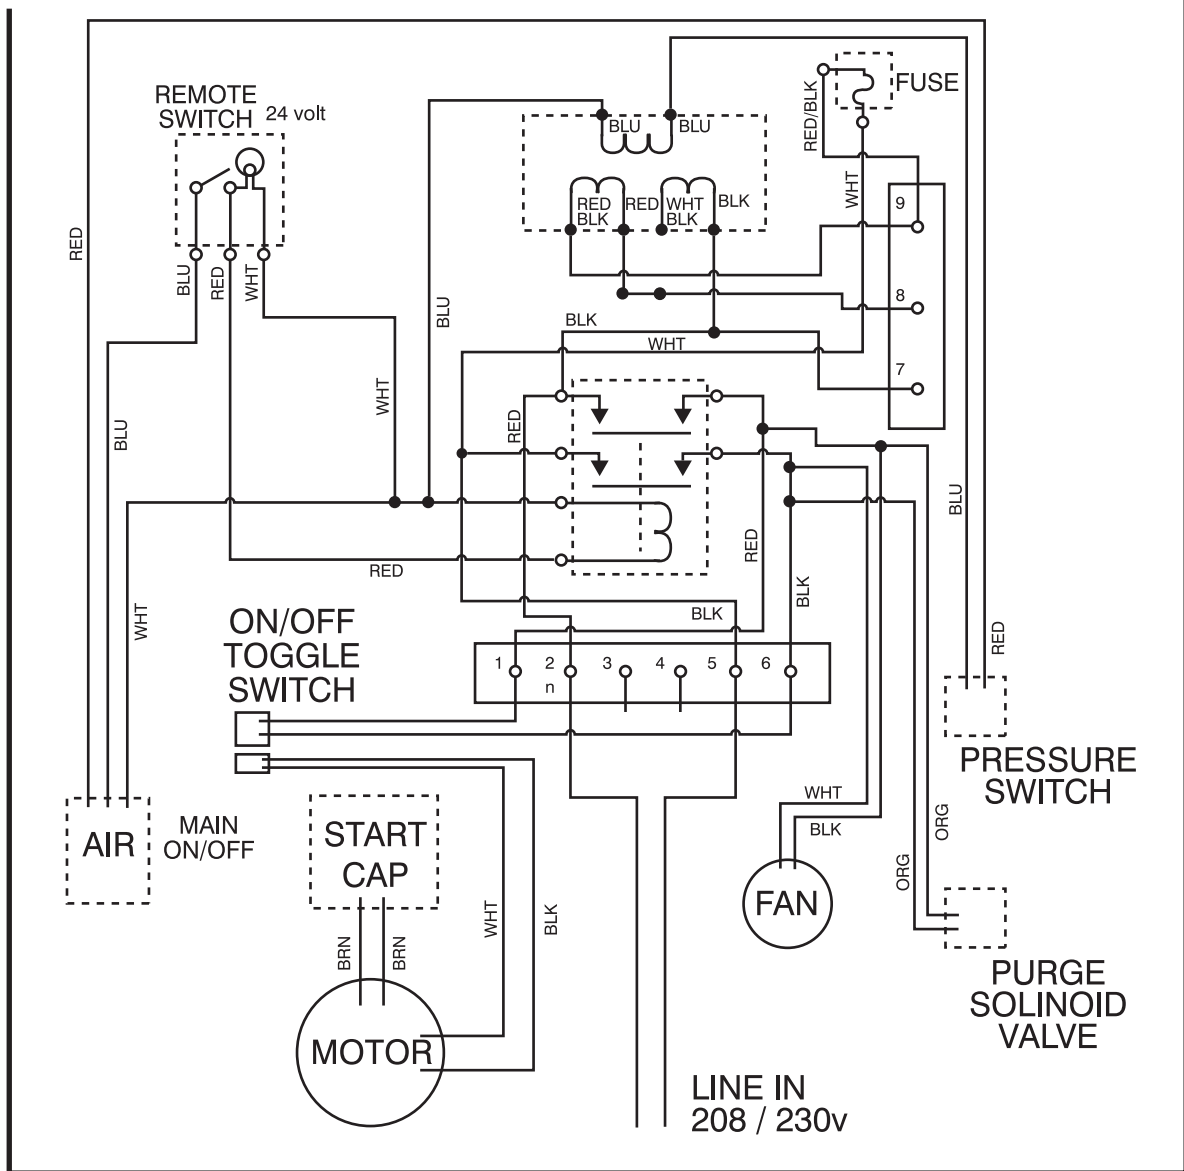 REMOTE
SWITCH 24 volt
FUSE
RED/BLK
BLU
BLU
WHT
RED
BLK
RED
WHT
BLK
BLK
9
RED
BLU
RED
WHT
BLU
8
BLK
WHT
7
WHT
RED
BLU
BLU
RED
RED
BLK
WHT
ON/OFF
TOGGLE
SWITCH
BLK
RED
1
2
3
4
5
6
n
PRESSURE
SWITCH
WHT
BLK
ORG
AIR
MAIN
ON/OFF
START
CAP
ORG
FAN
WHT
BLK
BRN
BRN
PURGE
SOLINOID
VALVE
MOTOR
LINE IN
208 / 230v